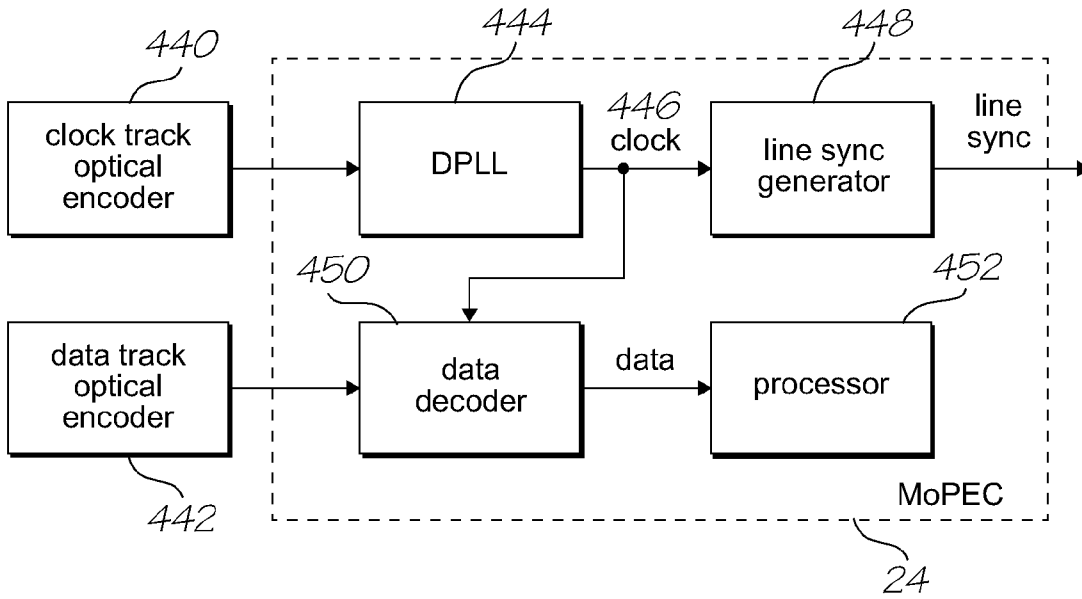 440
444
448
clock track
optical
encoder
DPLL
446
clock
line sync
generator
line
sync
450
452
data track
optical
encoder
data
decoder
data
processor
442
MoPEC
24